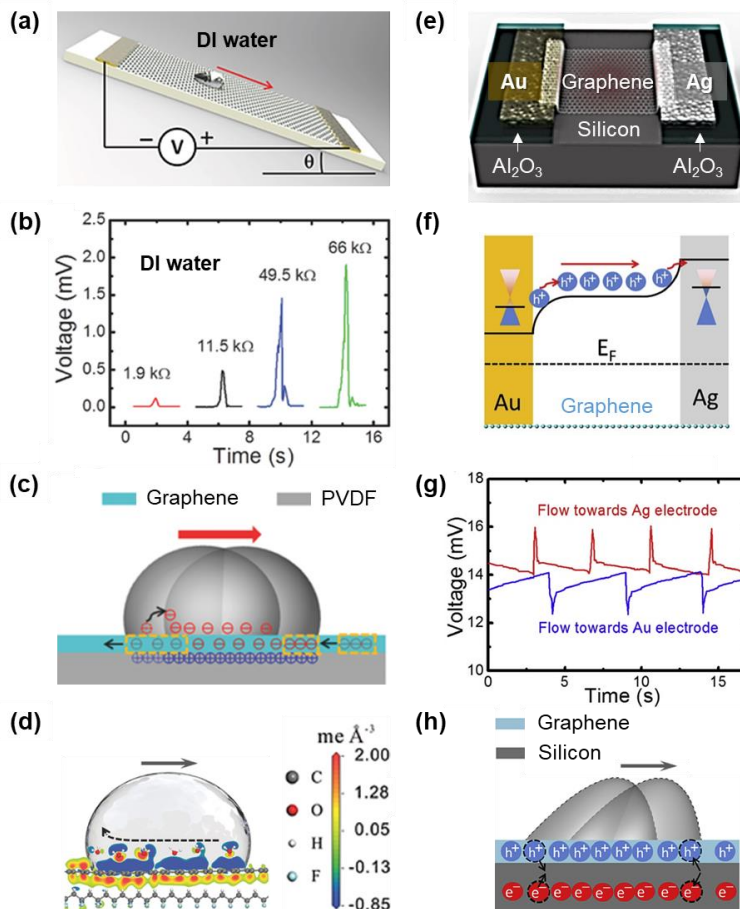 (a)
DI water
− V +
θ
(b)
Voltage (mV)
2.5
2.0
1.5
1.0
0.5
0.0
DI water
66 kΩ
49.5 kΩ
11.5 kΩ
1.9 kΩ
0 4 8 12 16
Time (s)
(c)
Graphene PVDF
(d)
me Å⁻³
C
O
H
F
2.00
1.28
0.05
-0.13
-0.85
(e)
Au Graphene Ag
Silicon
Al₂O₃ Al₂O₃
(f)
h⁺ h⁺ h⁺ h⁺ h⁺ h⁺
E_F
Au Graphene Ag
(g)
Voltage (mV)
18
16
14
12
10
Flow towards Ag electrode
Flow towards Au electrode
0 5 10 15
Time (s)
(h)
Graphene
Silicon
h⁺ h⁺ h⁺ h⁺ h⁺ h⁺ h⁺ h⁺ h⁺
e⁻ e⁻ e⁻ e⁻ e⁻ e⁻ e⁻ e⁻